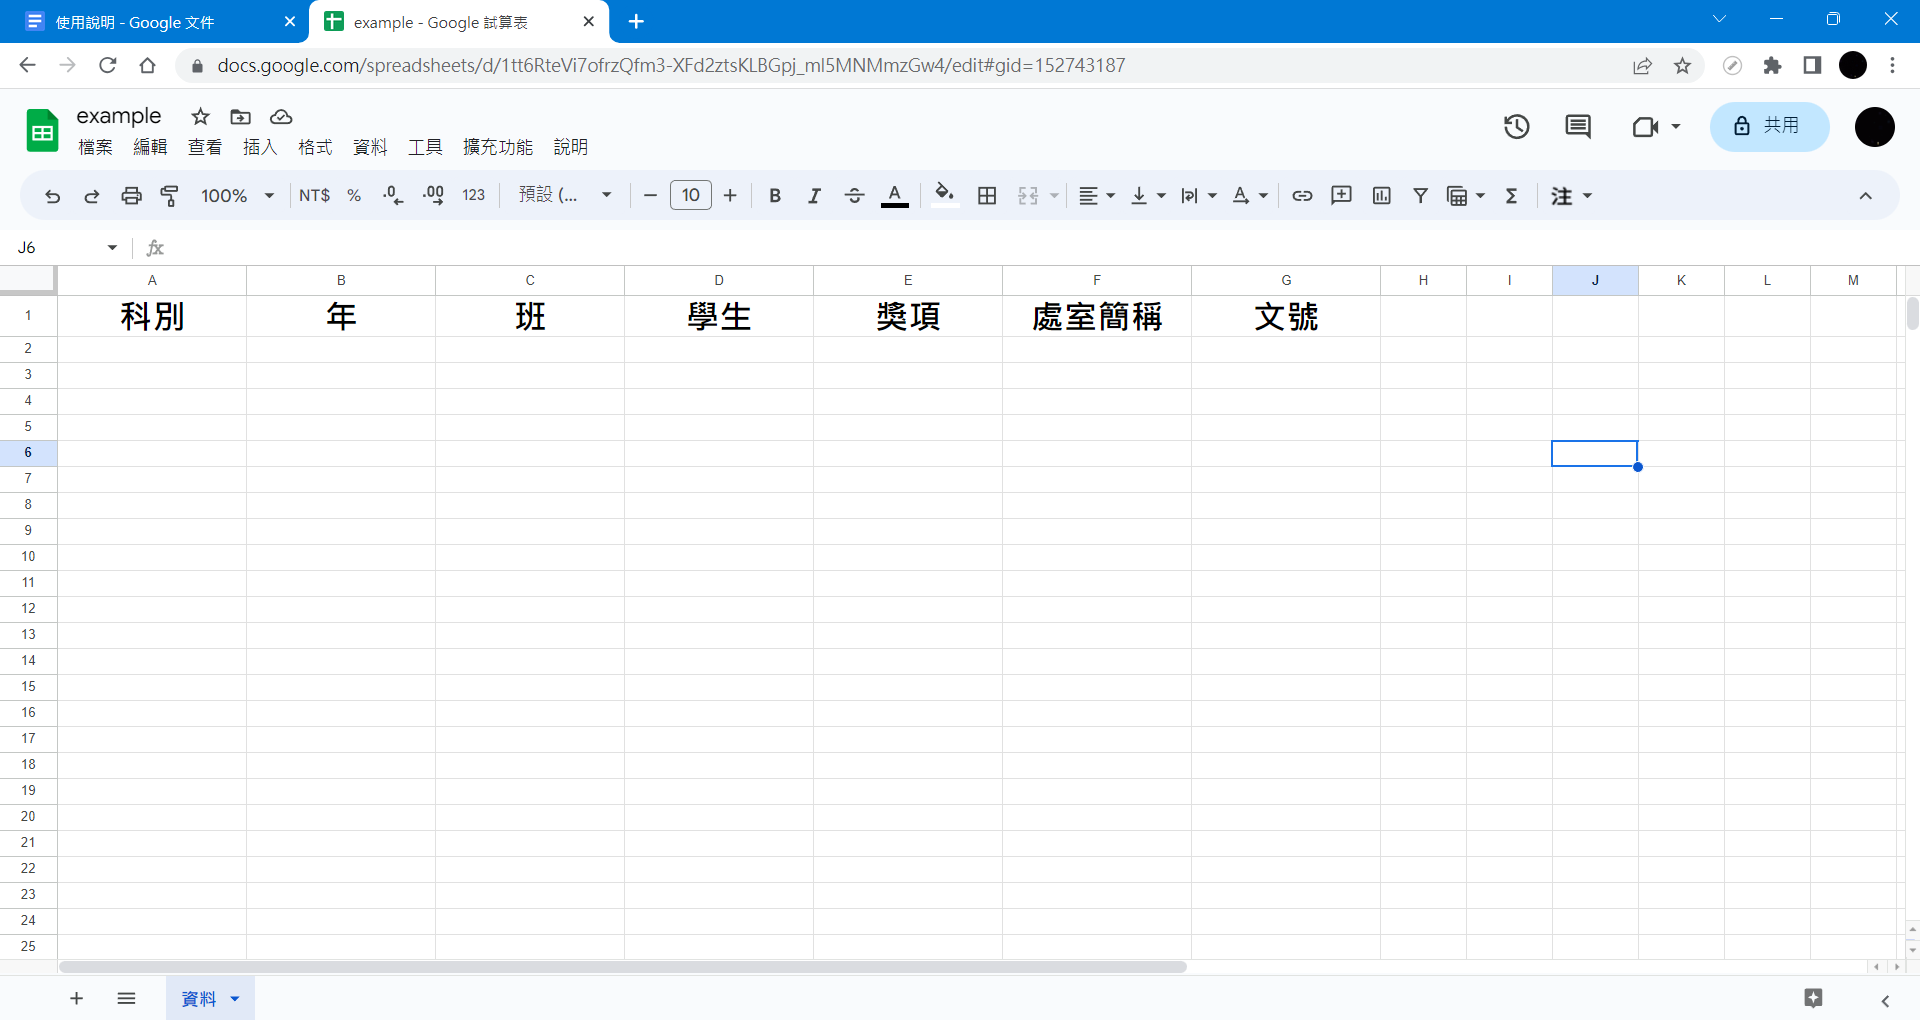 使用說明 - Google 文件
example - Google 試算表
docs.google.com/spreadsheets/d/1tt6RteVi7ofrzQfm3-XFd2ztsKLBGpj_mI5MNMmzGw4/edit#gid=152743187
example
檔案 編輯 查看 插入 格式 資料 工具 擴充功能 說明
共用
100% NT$ % .0 .00 123 預設 (... 10 B I A 注
J6 fx
A B C D E F G H I J K L M
1 科別 年 班 學生 獎項 處室簡稱 文號
2
3
4
5
6
7
8
9
10
11
12
13
14
15
16
17
18
19
20
21
22
23
24
25
資料